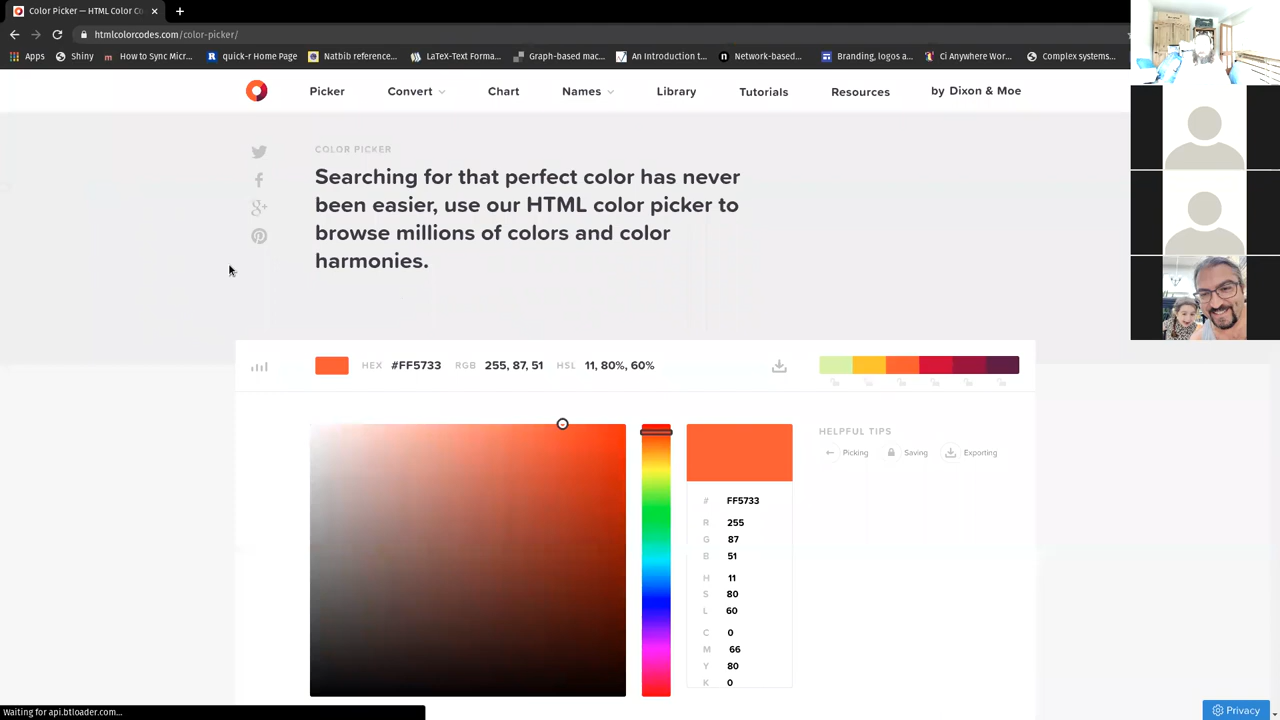 Color Picker — HTML Color Co
htmlcolorcodes.com/color-picker/
Apps Shiny How to Sync Micr... quick-r Home Page Natbib reference... LaTeX-Text Forma... Graph-based mac... An Introduction t... Network-based... Branding, logos a... Ci Anywhere Wor... Complex systems...
Picker Convert Chart Names Library Tutorials Resources by Dixon & Moe
COLOR PICKER
Searching for that perfect color has never
been easier, use our HTML color picker to
browse millions of colors and color
harmonies.
HEX #FF5733 RGB 255, 87, 51 HSL 11, 80%, 60%
HELPFUL TIPS
Picking Saving Exporting
# FF5733
R 255
G 87
B 51
H 11
S 80
L 60
C 0
M 66
Y 80
K 0
Waiting for api.btloader.com...
Privacy